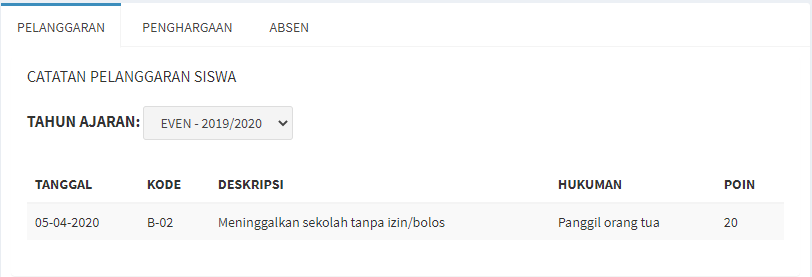 PELANGGARAN PENGHARGAAN ABSEN
CATATAN PELANGGARAN SISWA
TAHUN AJARAN: EVEN - 2019/2020
TANGGAL KODE DESKRIPSI HUKUMAN POIN
05-04-2020 B-02 Meninggalkan sekolah tanpa izin/bolos Panggil orang tua 20